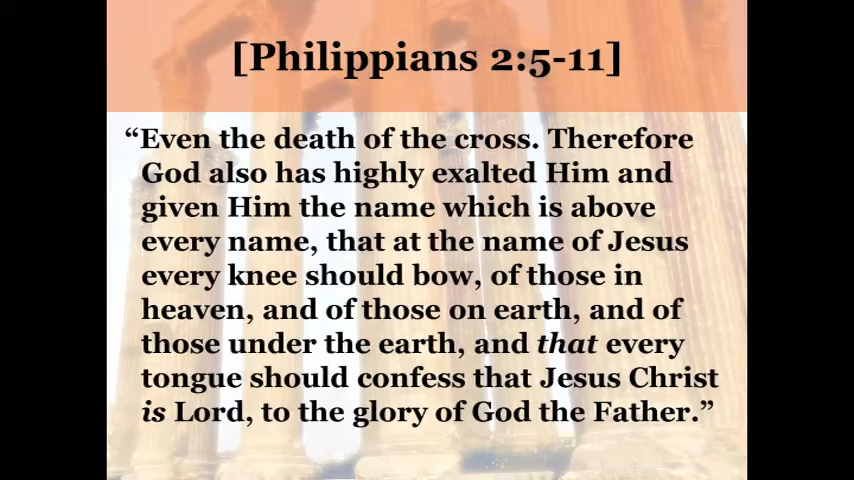 [Philippians 2:5-11]
“Even the death of the cross. Therefore
God also has highly exalted Him and
given Him the name which is above
every name, that at the name of Jesus
every knee should bow, of those in
heaven, and of those on earth, and of
those under the earth, and that every
tongue should confess that Jesus Christ
is Lord, to the glory of God the Father.”